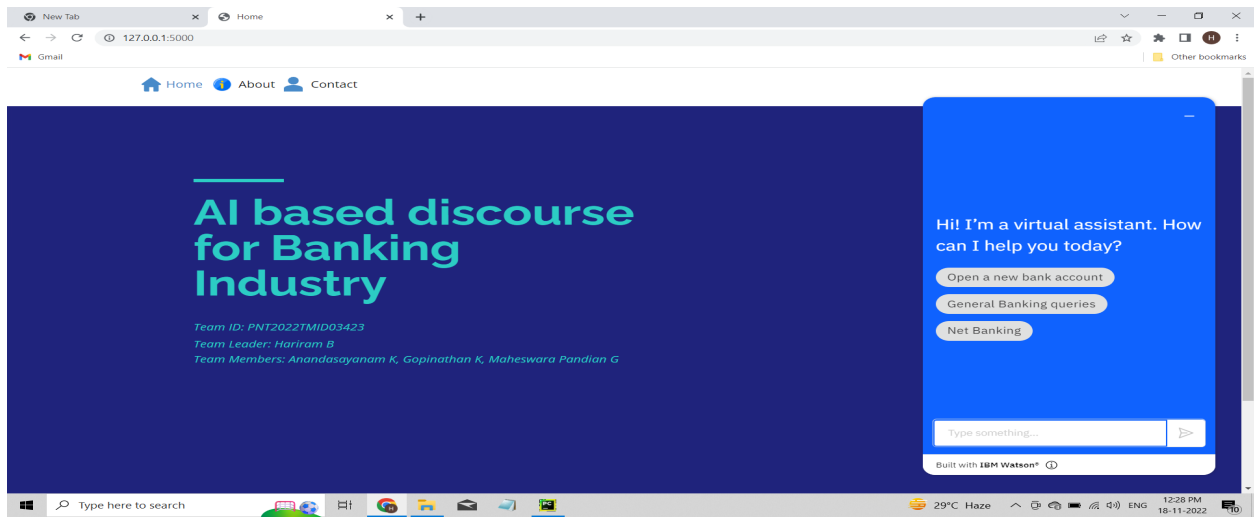 New Tab
Home
127.0.0.1:5000
H
Gmail
Other bookmarks
Home
About
Contact
AI based discourse
for Banking
Industry
Team ID: PNT2022TMID03423
Team Leader: Hariram B
Team Members: Anandasayanam K, Gopinathan K, Maheswara Pandian G
Hi! I'm a virtual assistant. How
can I help you today?
Open a new bank account
General Banking queries
Net Banking
Type something...
Built with IBM Watson®
Type here to search
PC
29°C Haze
ENG
12:28 PM
18-11-2022
10